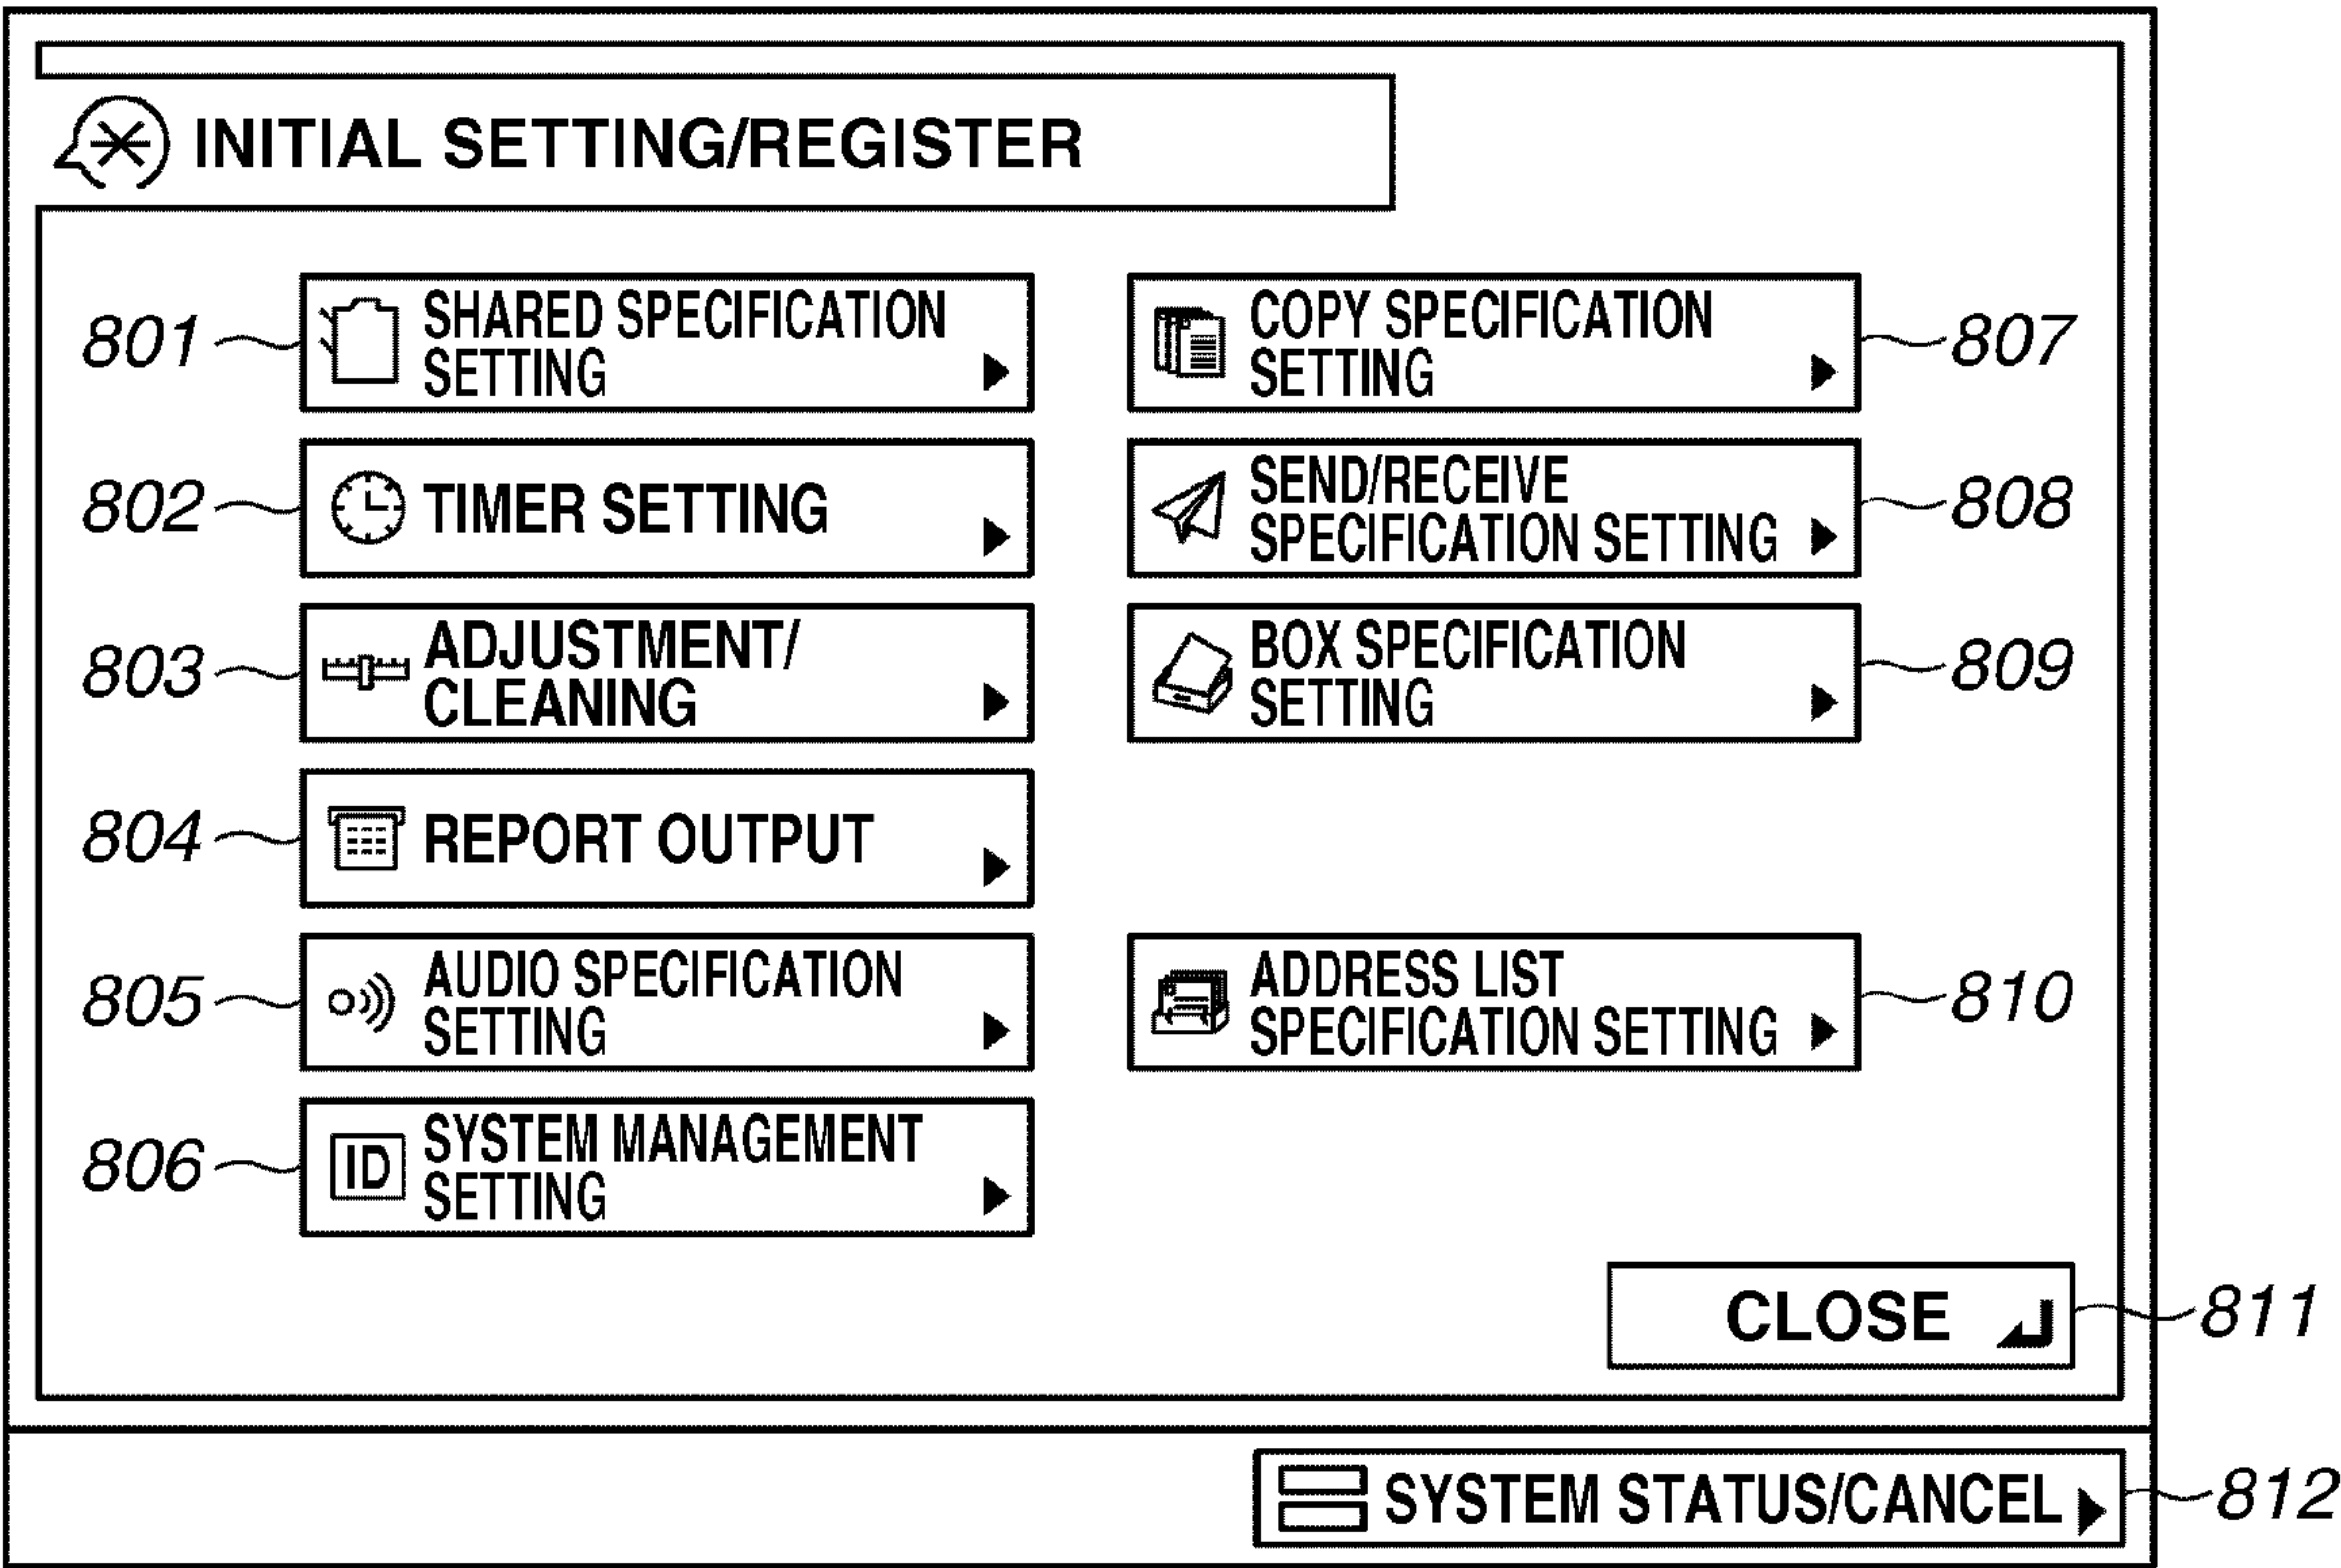 INITIAL SETTING/REGISTER
801
SHARED SPECIFICATION
SETTING
802
TIMER SETTING
803
ADJUSTMENT/
CLEANING
804
REPORT OUTPUT
805
AUDIO SPECIFICATION
SETTING
806
ID
SYSTEM MANAGEMENT
SETTING
COPY SPECIFICATION
SETTING
807
SEND/RECEIVE
SPECIFICATION SETTING
808
BOX SPECIFICATION
SETTING
809
ADDRESS LIST
SPECIFICATION SETTING
810
CLOSE
811
SYSTEM STATUS/CANCEL
812